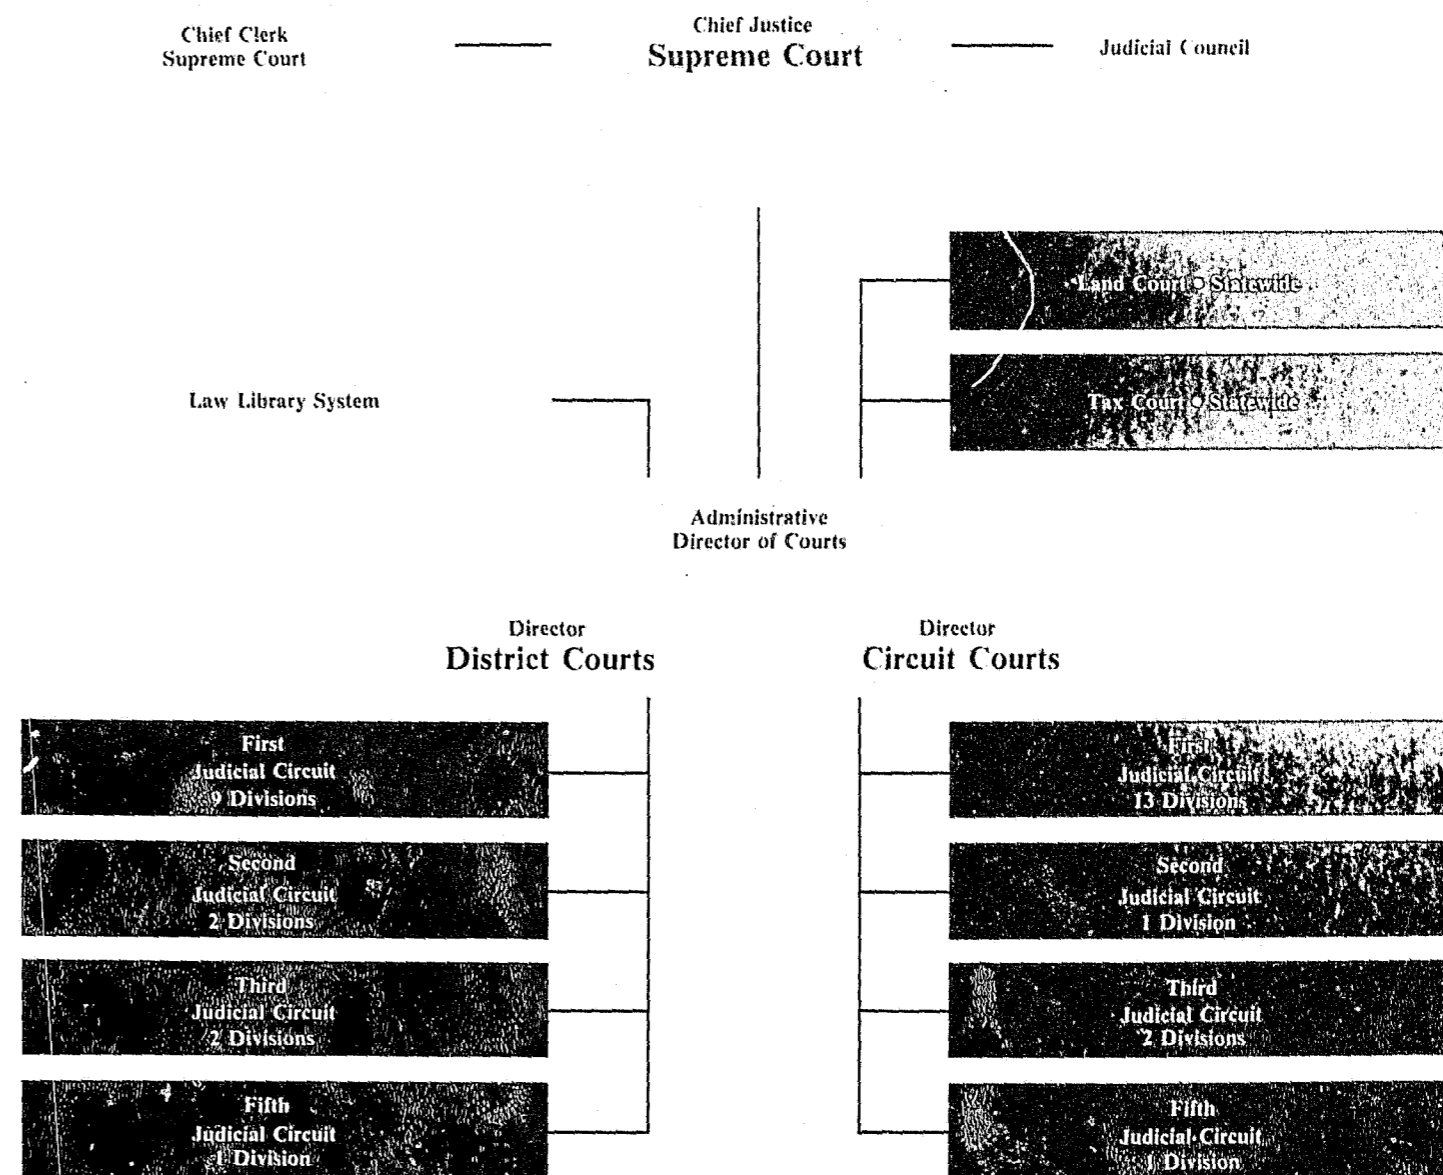 Chief Clerk
Supreme Court
Chief Justice
Supreme Court
Judicial Council
Land Court • Statewide
Tax Court • Statewide
Law Library System
Administrative
Director of Courts
Director
District Courts
Director
Circuit Courts
First
Judicial Circuit
9 Divisions
Second
Judicial Circuit
2 Divisions
Third
Judicial Circuit
2 Divisions
Fifth
Judicial Circuit
1 Division
First
Judicial Circuit
13 Divisions
Second
Judicial Circuit
1 Division
Third
Judicial Circuit
2 Divisions
Fifth
Judicial Circuit
1 Division